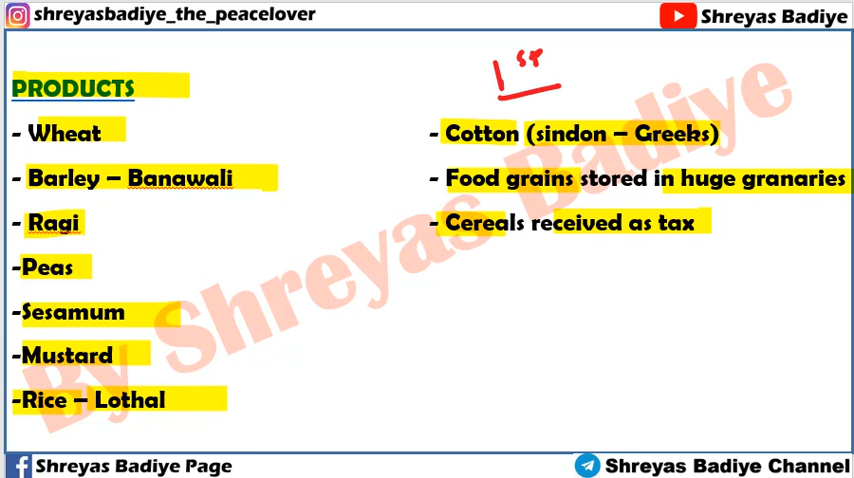 shreyasbadiye_the_peacelover
Shreyas Badiye
PRODUCTS
- Wheat
- Barley – Banawali
- Ragi
-Peas
-Sesamum
-Mustard
-Rice – Lothal
1st
- Cotton (sindon – Greeks)
- Food grains stored in huge granaries
- Cereals received as tax
By Shreyas Badiye
Shreyas Badiye Page
Shreyas Badiye Channel